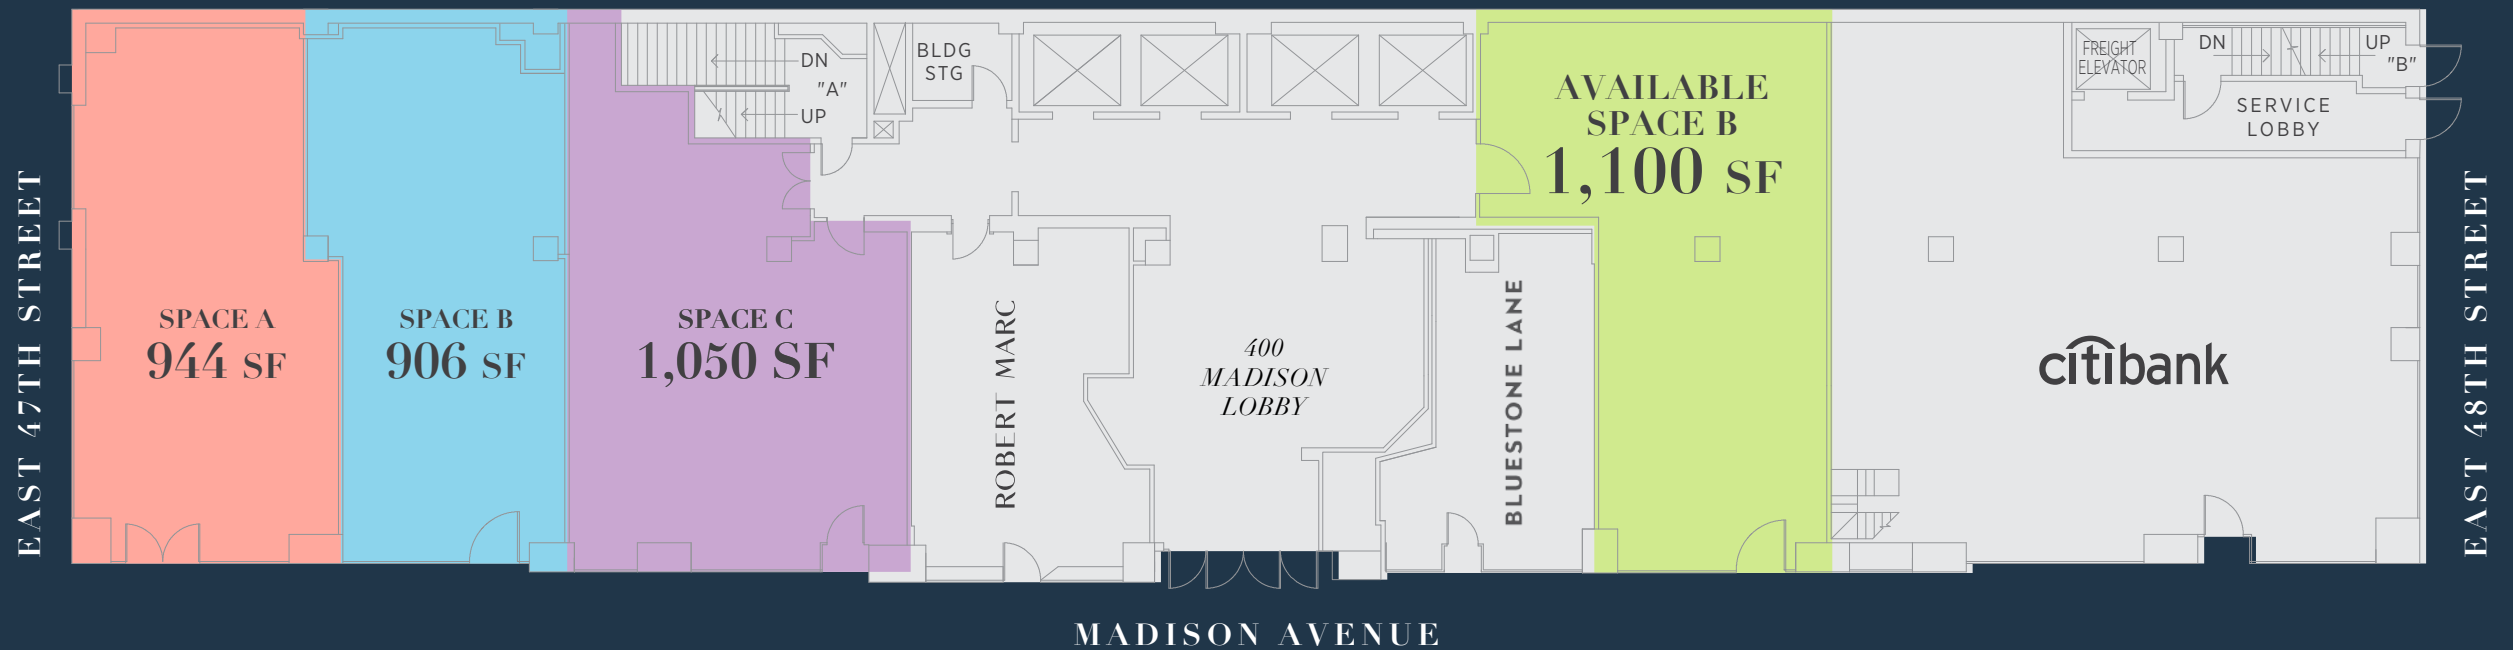 EAST 47TH STREET
SPACE A
944 SF
SPACE B
906 SF
SPACE C
1,050 SF
DN
"A"
UP
BLDG
STG
ROBERT MARC
400
MADISON
LOBBY
BLUESTONE LANE
AVAILABLE
SPACE B
1,100 SF
citibank
FREIGHT
ELEVATOR
DN
UP
"B"
SERVICE
LOBBY
EAST 48TH STREET
MADISON AVENUE